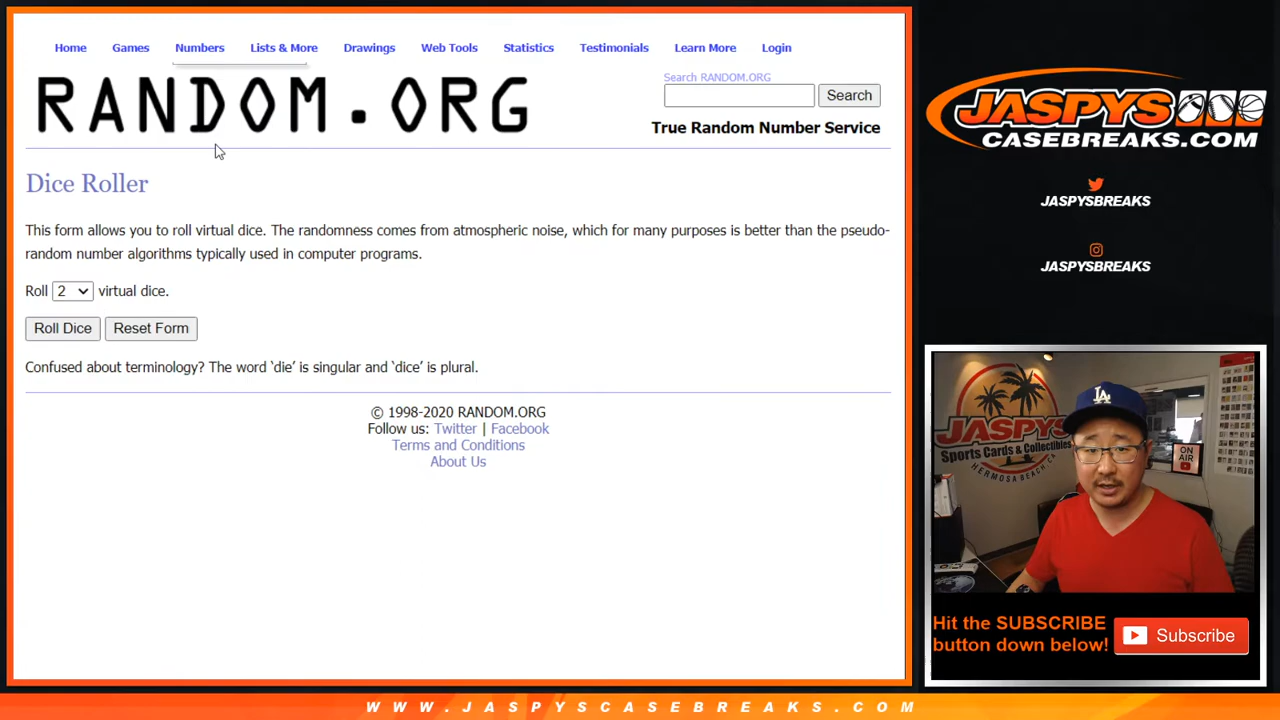 Home Games Numbers Lists & More Drawings Web Tools Statistics Testimonials Learn More Login
RANDOM.ORG
Search RANDOM.ORG
Search
True Random Number Service
Dice Roller
This form allows you to roll virtual dice. The randomness comes from atmospheric noise, which for many purposes is better than the pseudo-
random number algorithms typically used in computer programs.
Roll 2 virtual dice.
Roll Dice Reset Form
Confused about terminology? The word ‘die’ is singular and ‘dice’ is plural.
© 1998-2020 RANDOM.ORG
Follow us: Twitter | Facebook
Terms and Conditions
About Us
JASPYS
CASEBREAKS.COM
JASPYSBREAKS
JASPYSBREAKS
JASPYS
Sports Cards & Collectibles
HERMOSA BEACH CA
LA
ON
AIR
Hit the SUBSCRIBE
button down below!
Subscribe
WWW.JASPYSCASEBREAKS.COM